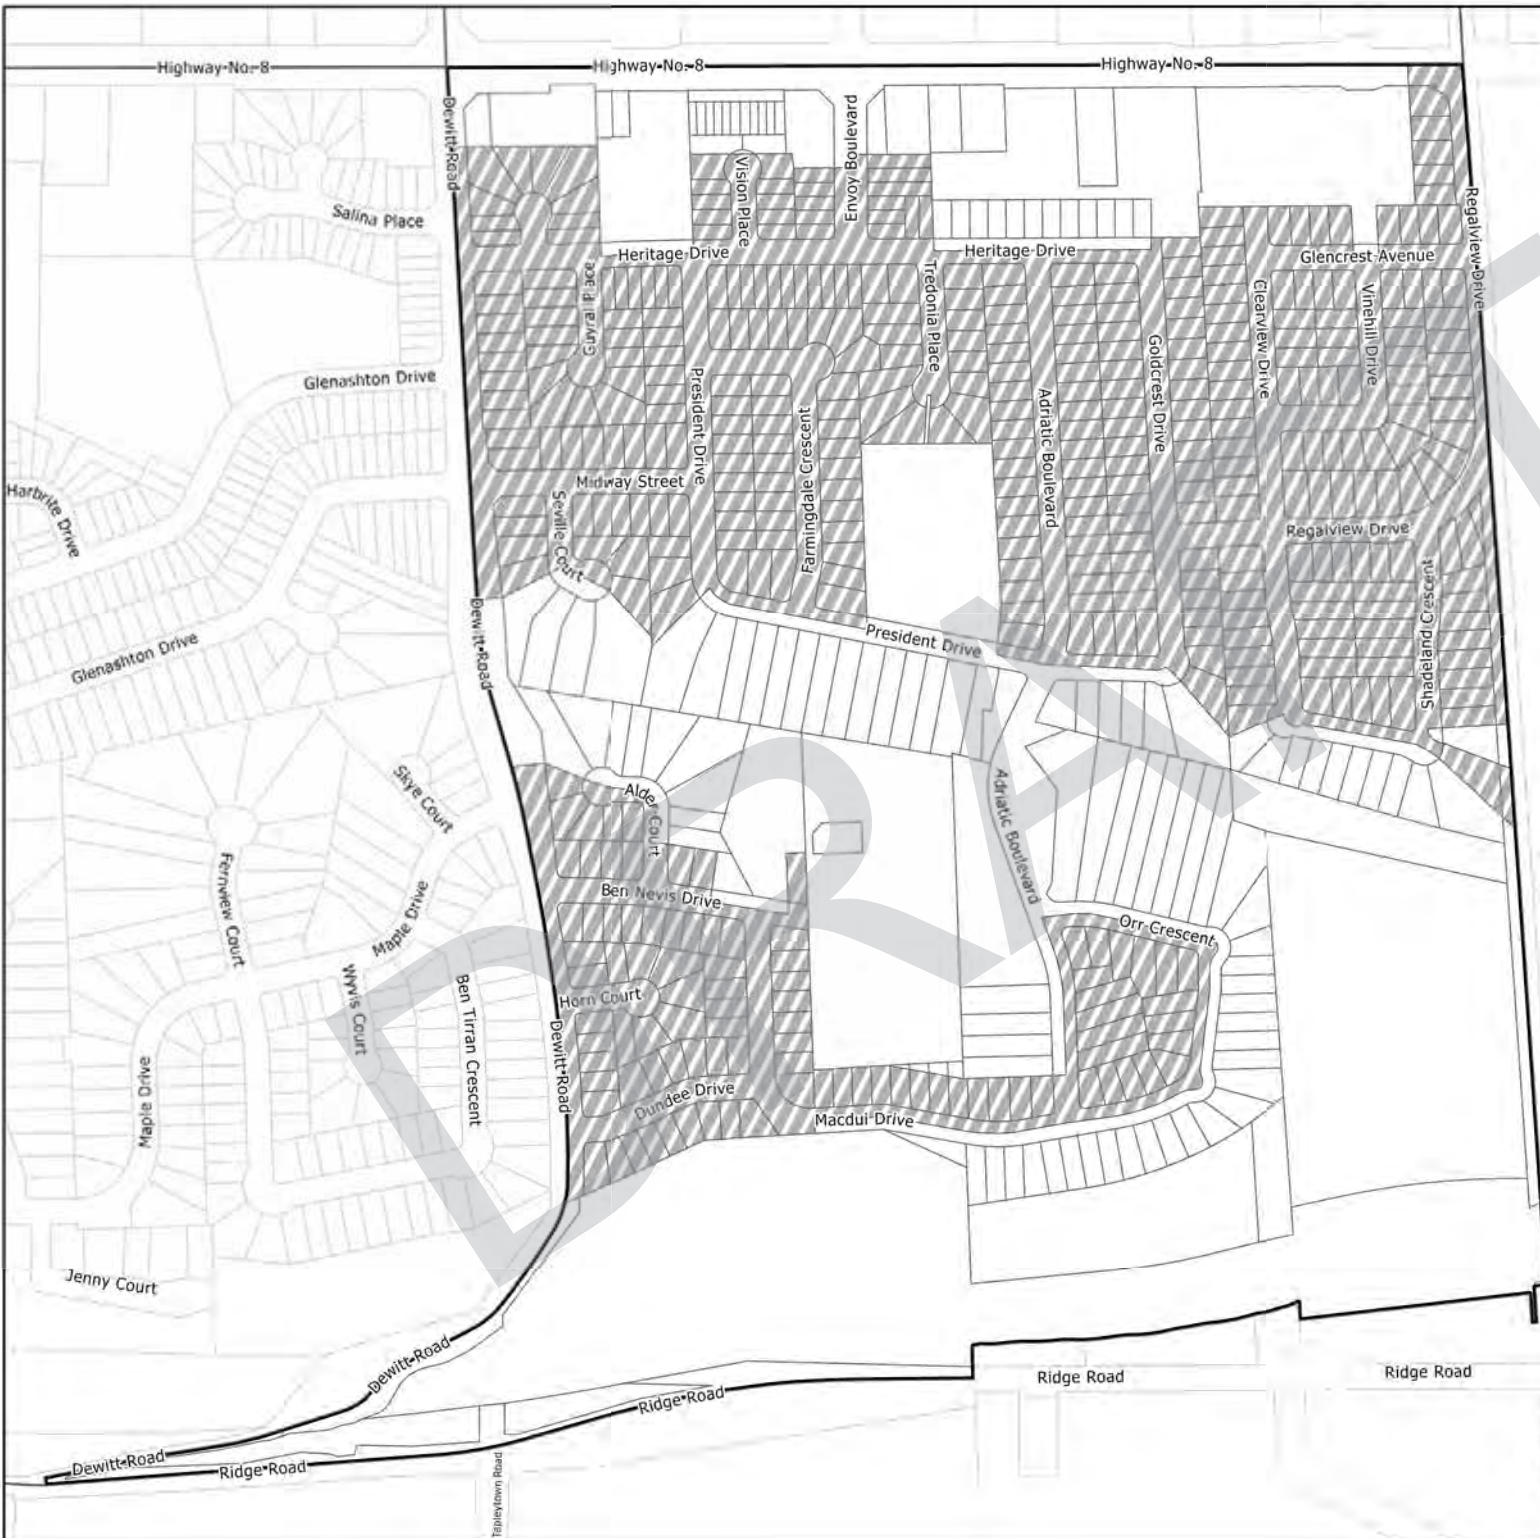 Highway No. 8
Highway No. 8
Highway No. 8
Dewitt Road
Vision Place
Envoy Boulevard
Salina Place
Regalview Drive
Heritage Drive
Heritage Drive
Glencrest Avenue
Guyral Place
Tredonia Place
Clearview Drive
Vinehill Drive
Glenashton Drive
President Drive
Goldcrest Drive
Adriatic Boulevard
Farmingdale Crescent
Midway Street
Harbrite Drive
Seville Court
Regalview Drive
Shadeland Crescent
Dewitt Road
Glenashton Drive
President Drive
Skye Court
Alder Court
Adriatic Boulevard
Fernview Court
Maple Drive
Ben Nevis Drive
Orr Crescent
Wyvis Court
Ben Tirran Crescent
Horn Court
Dewitt Road
Maple Drive
Dundee Drive
Macdui Drive
Jenny Court
Dewitt Road
Ridge Road
Ridge Road
Ridge Road
Dewitt Road
Ridge Road
Tapleytown Road
DRA